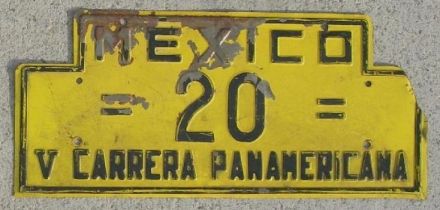 MEXICO
= 20 =
V CARRERA PANAMERICANA